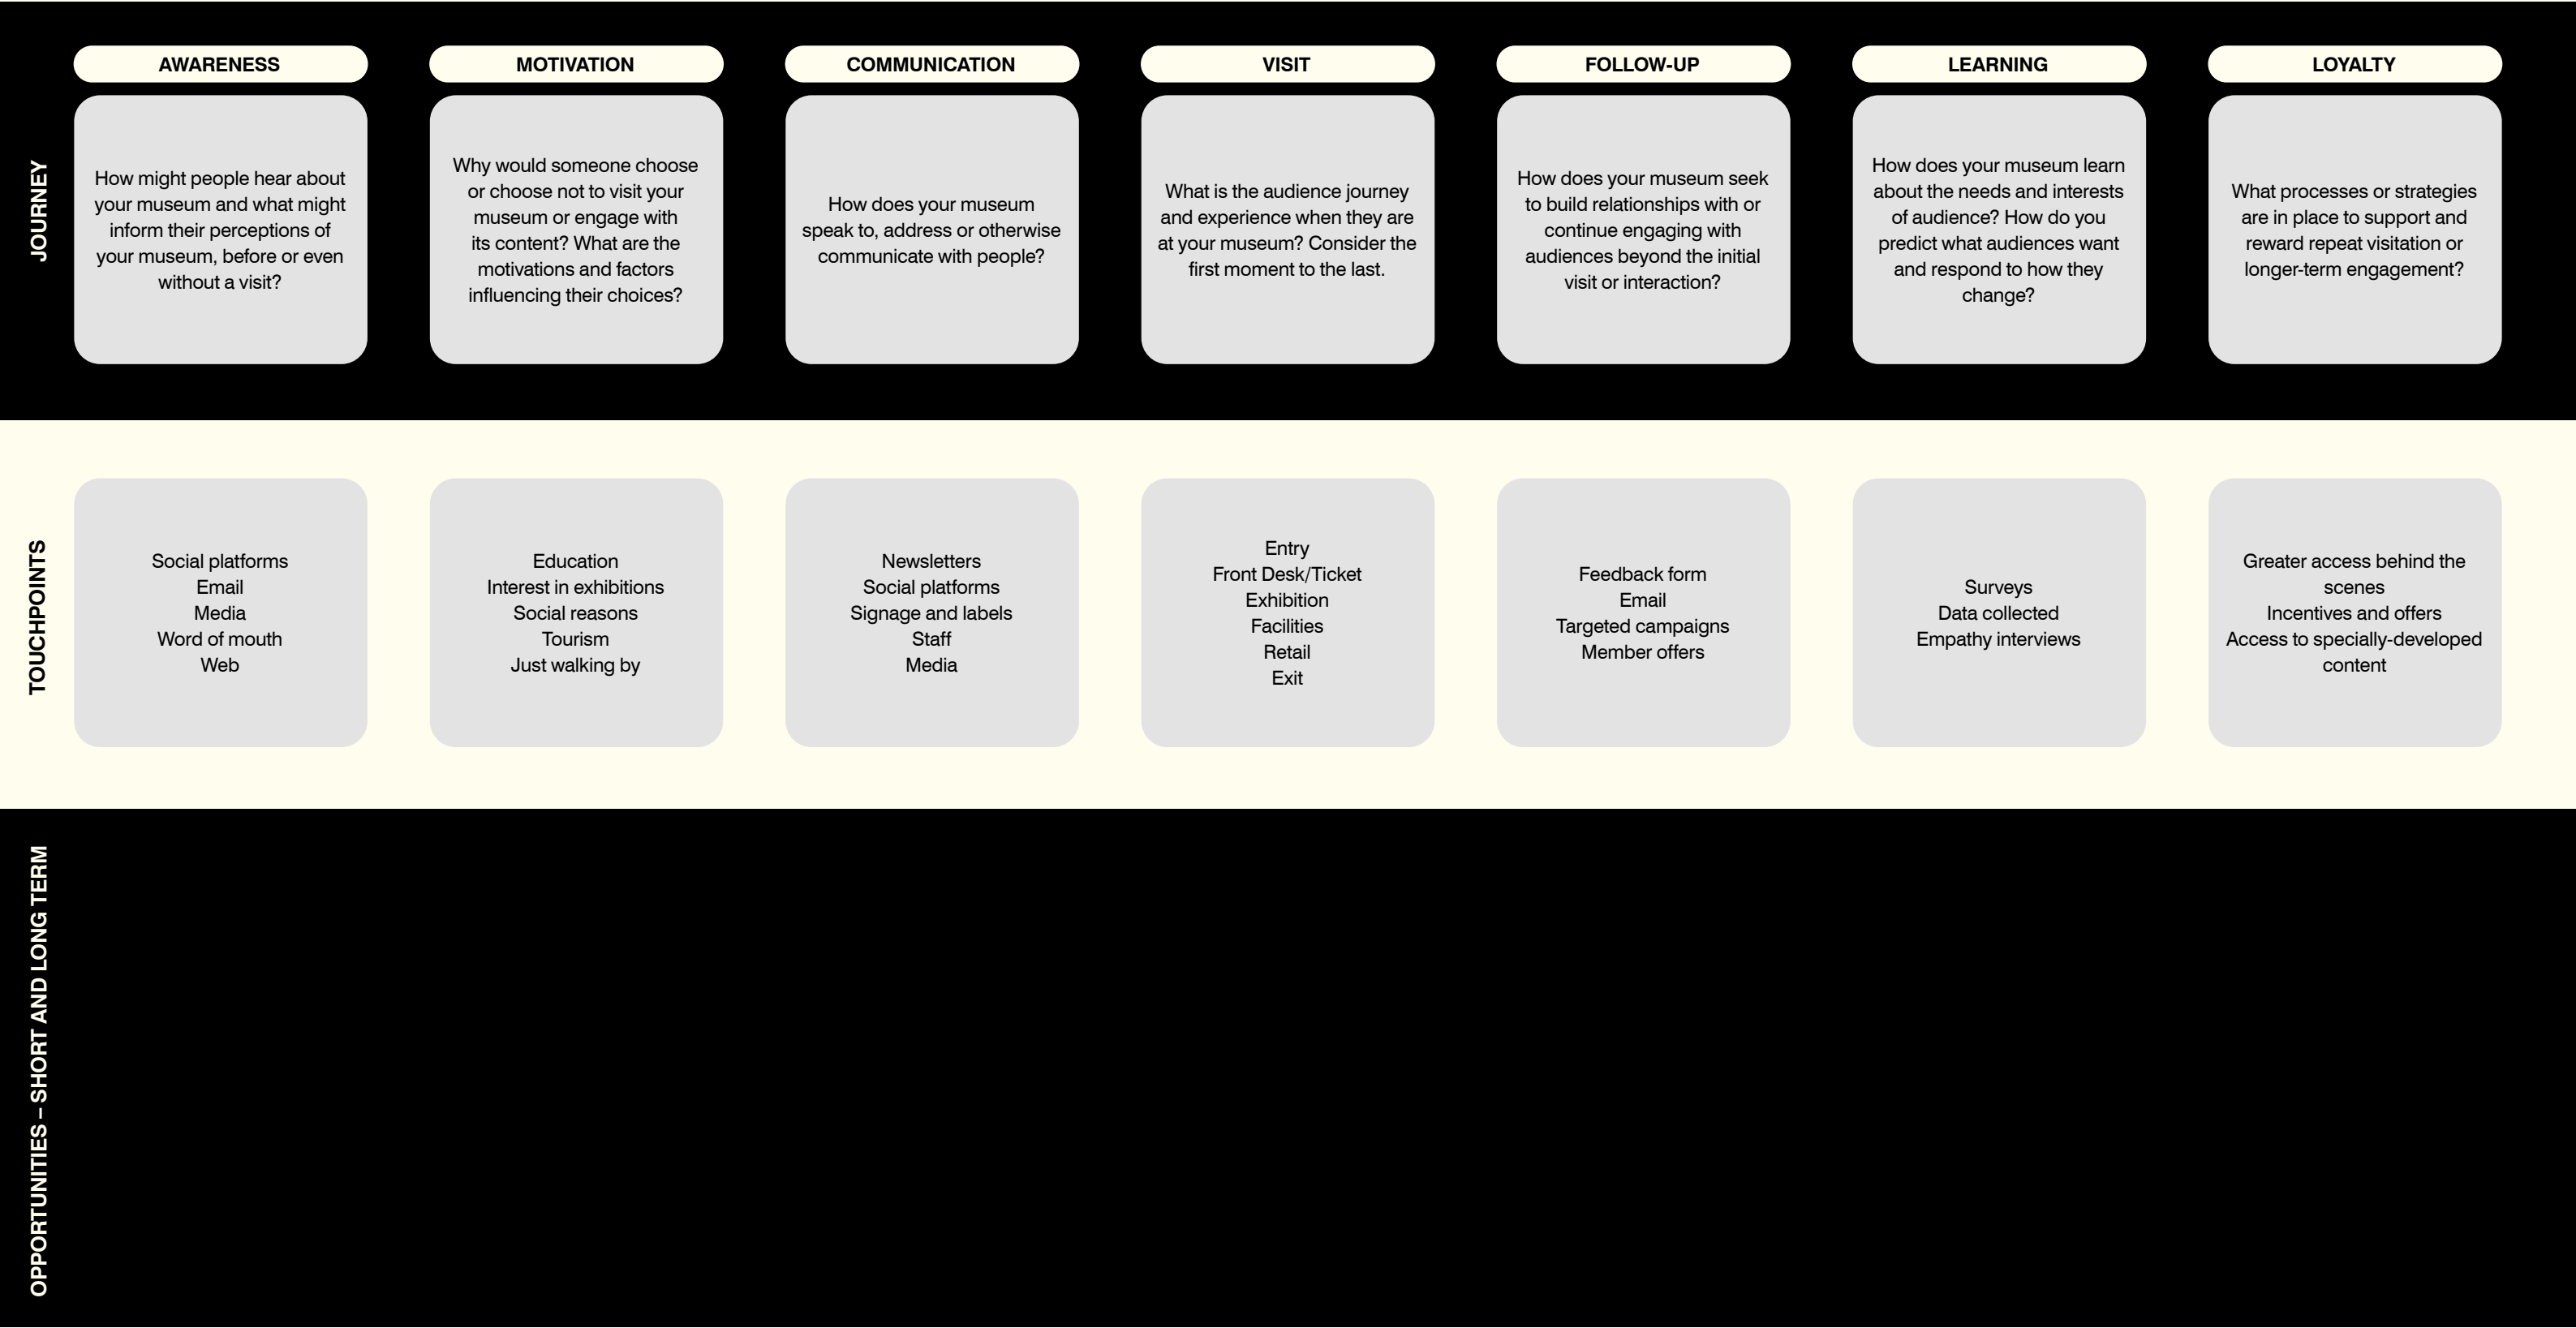 AWARENESS
MOTIVATION
COMMUNICATION
VISIT
FOLLOW-UP
LEARNING
LOYALTY
JOURNEY
How might people hear about
your museum and what might
inform their perceptions of
your museum, before or even
without a visit?
Why would someone choose
or choose not to visit your
museum or engage with
its content? What are the
motivations and factors
influencing their choices?
How does your museum
speak to, address or otherwise
communicate with people?
What is the audience journey
and experience when they are
at your museum? Consider the
first moment to the last.
How does your museum seek
to build relationships with or
continue engaging with
audiences beyond the initial
visit or interaction?
How does your museum learn
about the needs and interests
of audience? How do you
predict what audiences want
and respond to how they
change?
What processes or strategies
are in place to support and
reward repeat visitation or
longer-term engagement?
TOUCHPOINTS
Social platforms
Email
Media
Word of mouth
Web
Education
Interest in exhibitions
Social reasons
Tourism
Just walking by
Newsletters
Social platforms
Signage and labels
Staff
Media
Entry
Front Desk/Ticket
Exhibition
Facilities
Retail
Exit
Feedback form
Email
Targeted campaigns
Member offers
Surveys
Data collected
Empathy interviews
Greater access behind the
scenes
Incentives and offers
Access to specially-developed
content
OPPORTUNITIES – SHORT AND LONG TERM